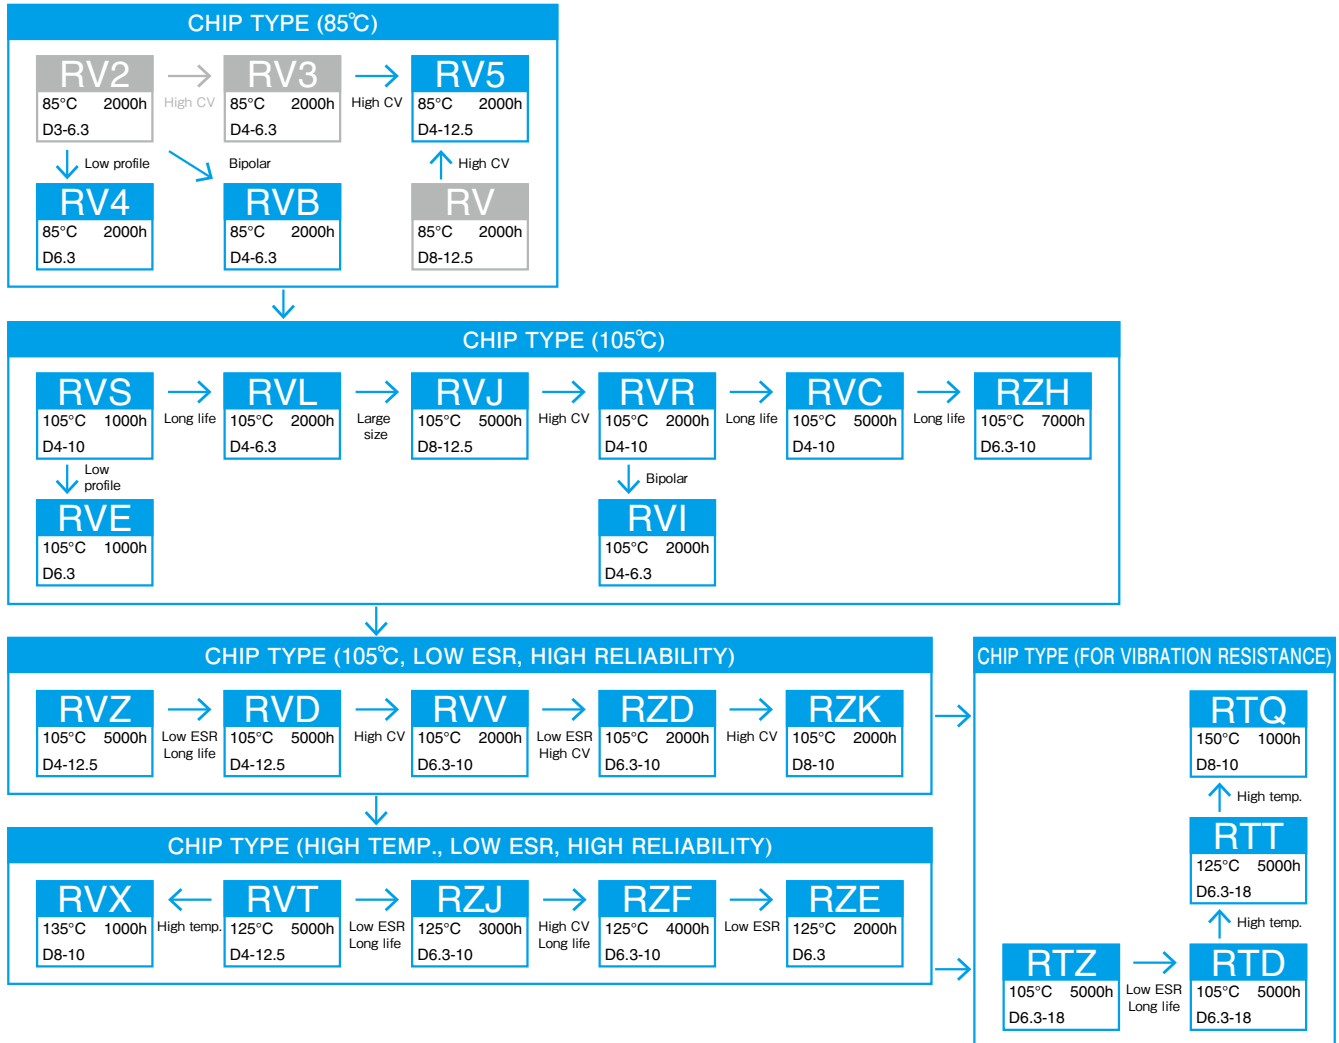 CHIP TYPE (85℃)
RV2
85°C 2000h
D3-6.3
High CV
RV3
85°C 2000h
D4-6.3
High CV
RV5
85°C 2000h
D4-12.5
Low profile
Bipolar
High CV
RV4
85°C 2000h
D6.3
RVB
85°C 2000h
D4-6.3
RV
85°C 2000h
D8-12.5
CHIP TYPE (105℃)
RVS
105°C 1000h
D4-10
Long life
RVL
105°C 2000h
D4-6.3
Large
size
RVJ
105°C 5000h
D8-12.5
High CV
RVR
105°C 2000h
D4-10
Long life
RVC
105°C 5000h
D4-10
Long life
RZH
105°C 7000h
D6.3-10
Low
profile
Bipolar
RVE
105°C 1000h
D6.3
RVI
105°C 2000h
D4-6.3
CHIP TYPE (105℃, LOW ESR, HIGH RELIABILITY)
RVZ
105°C 5000h
D4-12.5
Low ESR
Long life
RVD
105°C 5000h
D4-12.5
High CV
RVV
105°C 2000h
D6.3-10
Low ESR
High CV
RZD
105°C 2000h
D6.3-10
High CV
RZK
105°C 2000h
D8-10
CHIP TYPE (HIGH TEMP., LOW ESR, HIGH RELIABILITY)
RVX
135°C 1000h
D8-10
High temp.
RVT
125°C 5000h
D4-12.5
Low ESR
Long life
RZJ
125°C 3000h
D6.3-10
High CV
Long life
RZF
125°C 4000h
D6.3-10
Low ESR
RZE
125°C 2000h
D6.3
CHIP TYPE (FOR VIBRATION RESISTANCE)
RTQ
150°C 1000h
D8-10
High temp.
RTT
125°C 5000h
D6.3-18
High temp.
RTZ
105°C 5000h
D6.3-18
Low ESR
Long life
RTD
105°C 5000h
D6.3-18